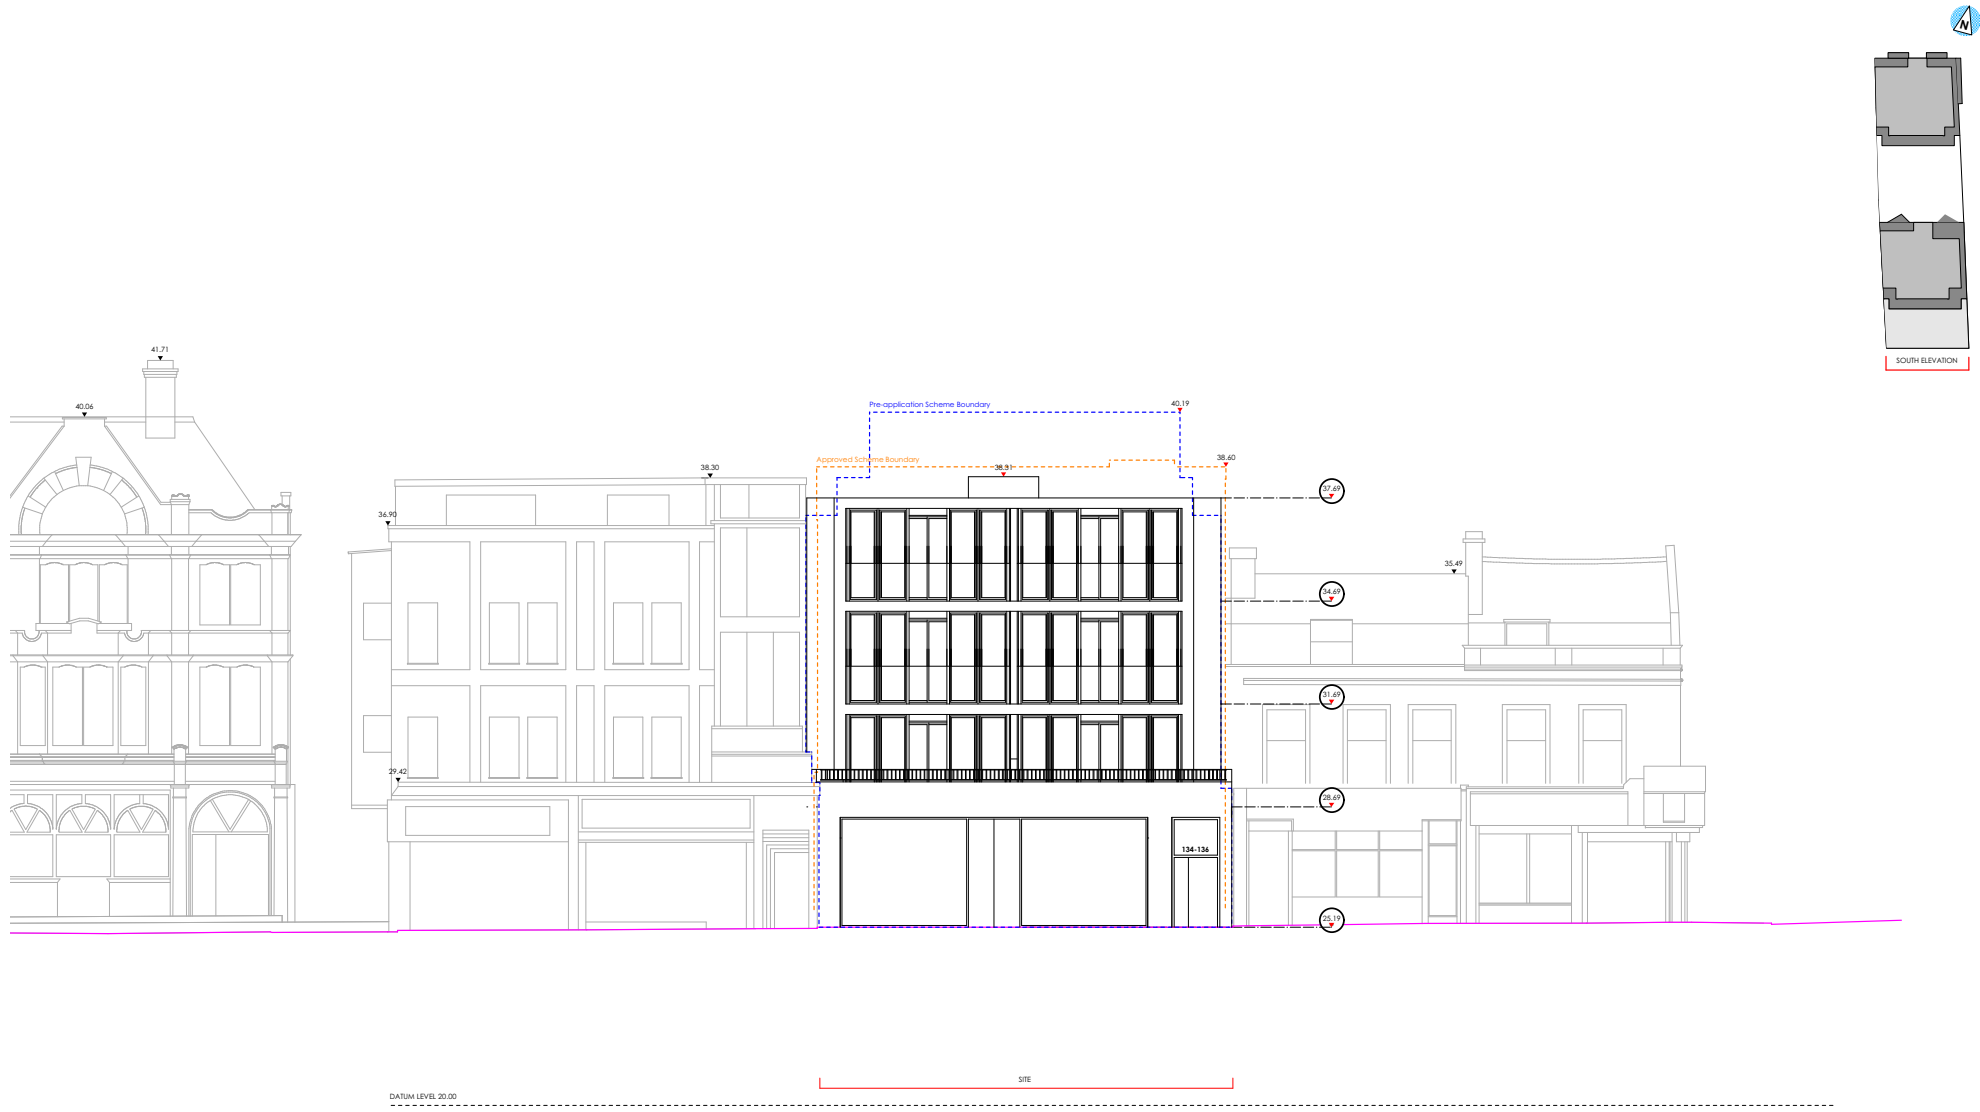 N
SOUTH ELEVATION
41.71
40.06
Pre-application Scheme Boundary
40.19
Approved Scheme Boundary
38.60
38.30
38.31
37.69
36.90
35.49
34.69
31.69
29.42
28.69
134-136
25.19
SITE
DATUM LEVEL 20.00